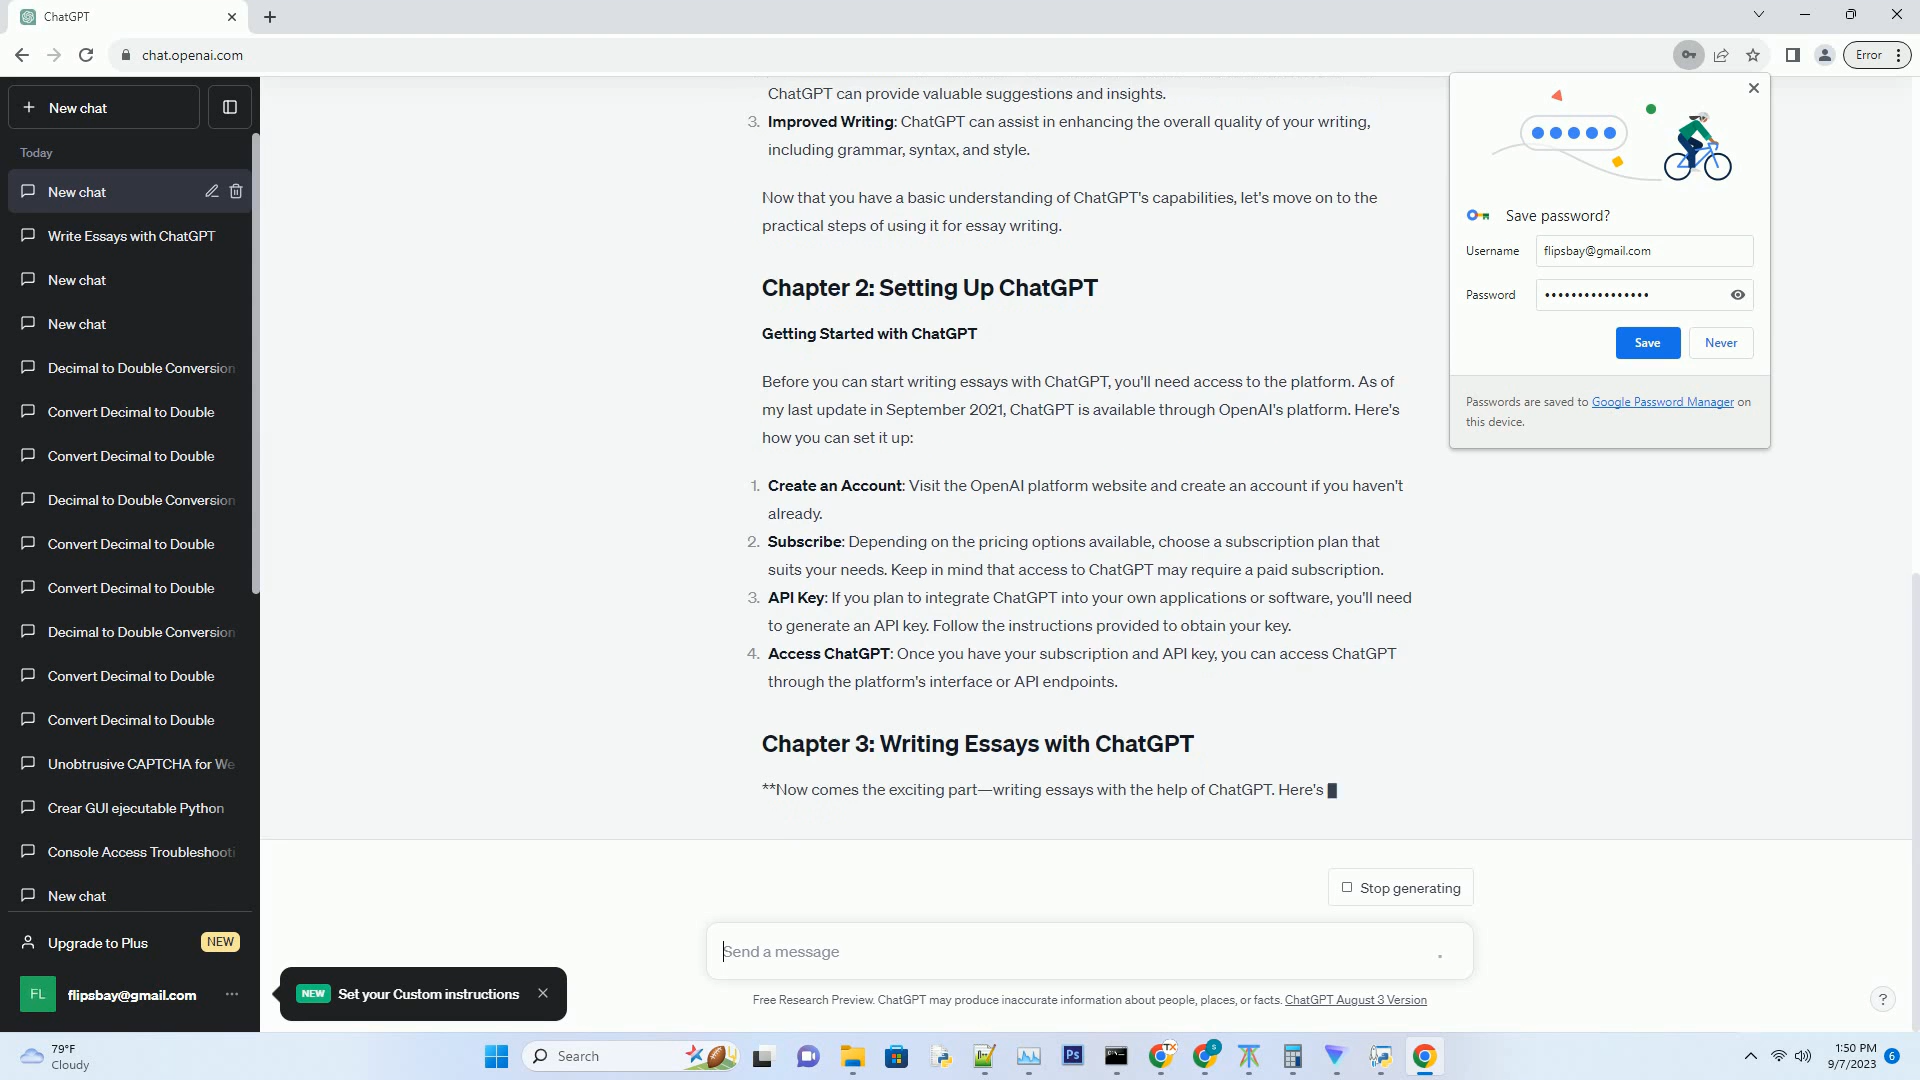 ChatGPT
chat.openai.com
Error
New chat
Today
New chat
Write Essays with ChatGPT
New chat
New chat
Decimal to Double Conversion
Convert Decimal to Double
Convert Decimal to Double
Decimal to Double Conversion
Convert Decimal to Double
Convert Decimal to Double
Decimal to Double Conversion
Convert Decimal to Double
Convert Decimal to Double
Unobtrusive CAPTCHA for We
Crear GUI ejecutable Python
Console Access Troubleshooti
New chat
Upgrade to Plus NEW
FL flipsbay@gmail.com
ChatGPT can provide valuable suggestions and insights.
3. Improved Writing: ChatGPT can assist in enhancing the overall quality of your writing,
including grammar, syntax, and style.
Now that you have a basic understanding of ChatGPT's capabilities, let's move on to the
practical steps of using it for essay writing.
Chapter 2: Setting Up ChatGPT
Getting Started with ChatGPT
Before you can start writing essays with ChatGPT, you'll need access to the platform. As of
my last update in September 2021, ChatGPT is available through OpenAI's platform. Here's
how you can set it up:
1. Create an Account: Visit the OpenAI platform website and create an account if you haven't
already.
2. Subscribe: Depending on the pricing options available, choose a subscription plan that
suits your needs. Keep in mind that access to ChatGPT may require a paid subscription.
3. API Key: If you plan to integrate ChatGPT into your own applications or software, you'll need
to generate an API key. Follow the instructions provided to obtain your key.
4. Access ChatGPT: Once you have your subscription and API key, you can access ChatGPT
through the platform's interface or API endpoints.
Chapter 3: Writing Essays with ChatGPT
**Now comes the exciting part—writing essays with the help of ChatGPT. Here's
Stop generating
Send a message
Free Research Preview. ChatGPT may produce inaccurate information about people, places, or facts. ChatGPT August 3 Version
NEW Set your Custom instructions
?
Save password?
Username flipsbay@gmail.com
Password ••••••••••••••••
Save Never
Passwords are saved to Google Password Manager on
this device.
79°F
Cloudy
Search
Ps
TX
S
1:50 PM
9/7/2023
6